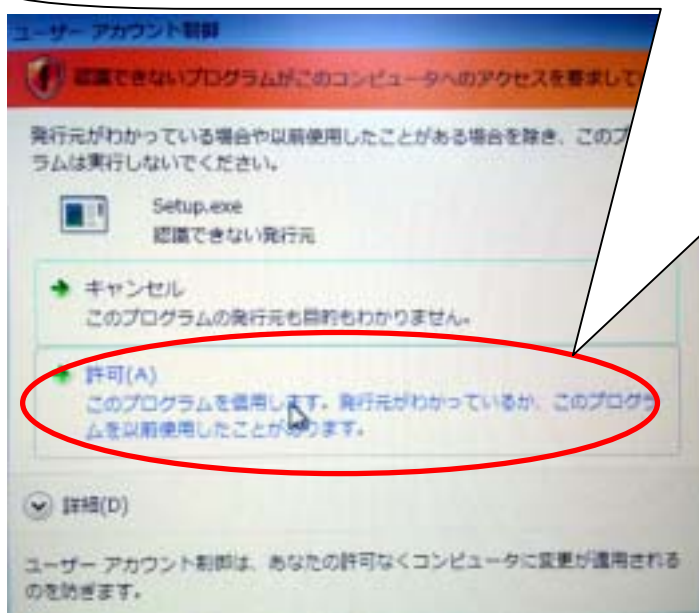 ユーザー アカウント制御
認識できないプログラムがこのコンピュータへのアクセスを要求して
発行元がわかっている場合や以前使用したことがある場合を除き、このプ
ラムは実行しないでください。
Setup.exe
認識できない発行元
キャンセル
このプログラムの発行元も目的もわかりません。
許可(A)
このプログラムを信用します。発行元がわかっているか、このプログラ
ムを以前使用したことがあります。
詳細(D)
ユーザー アカウント制御は、あなたの許可なくコンピュータに変更が適用される
のを防ぎます。